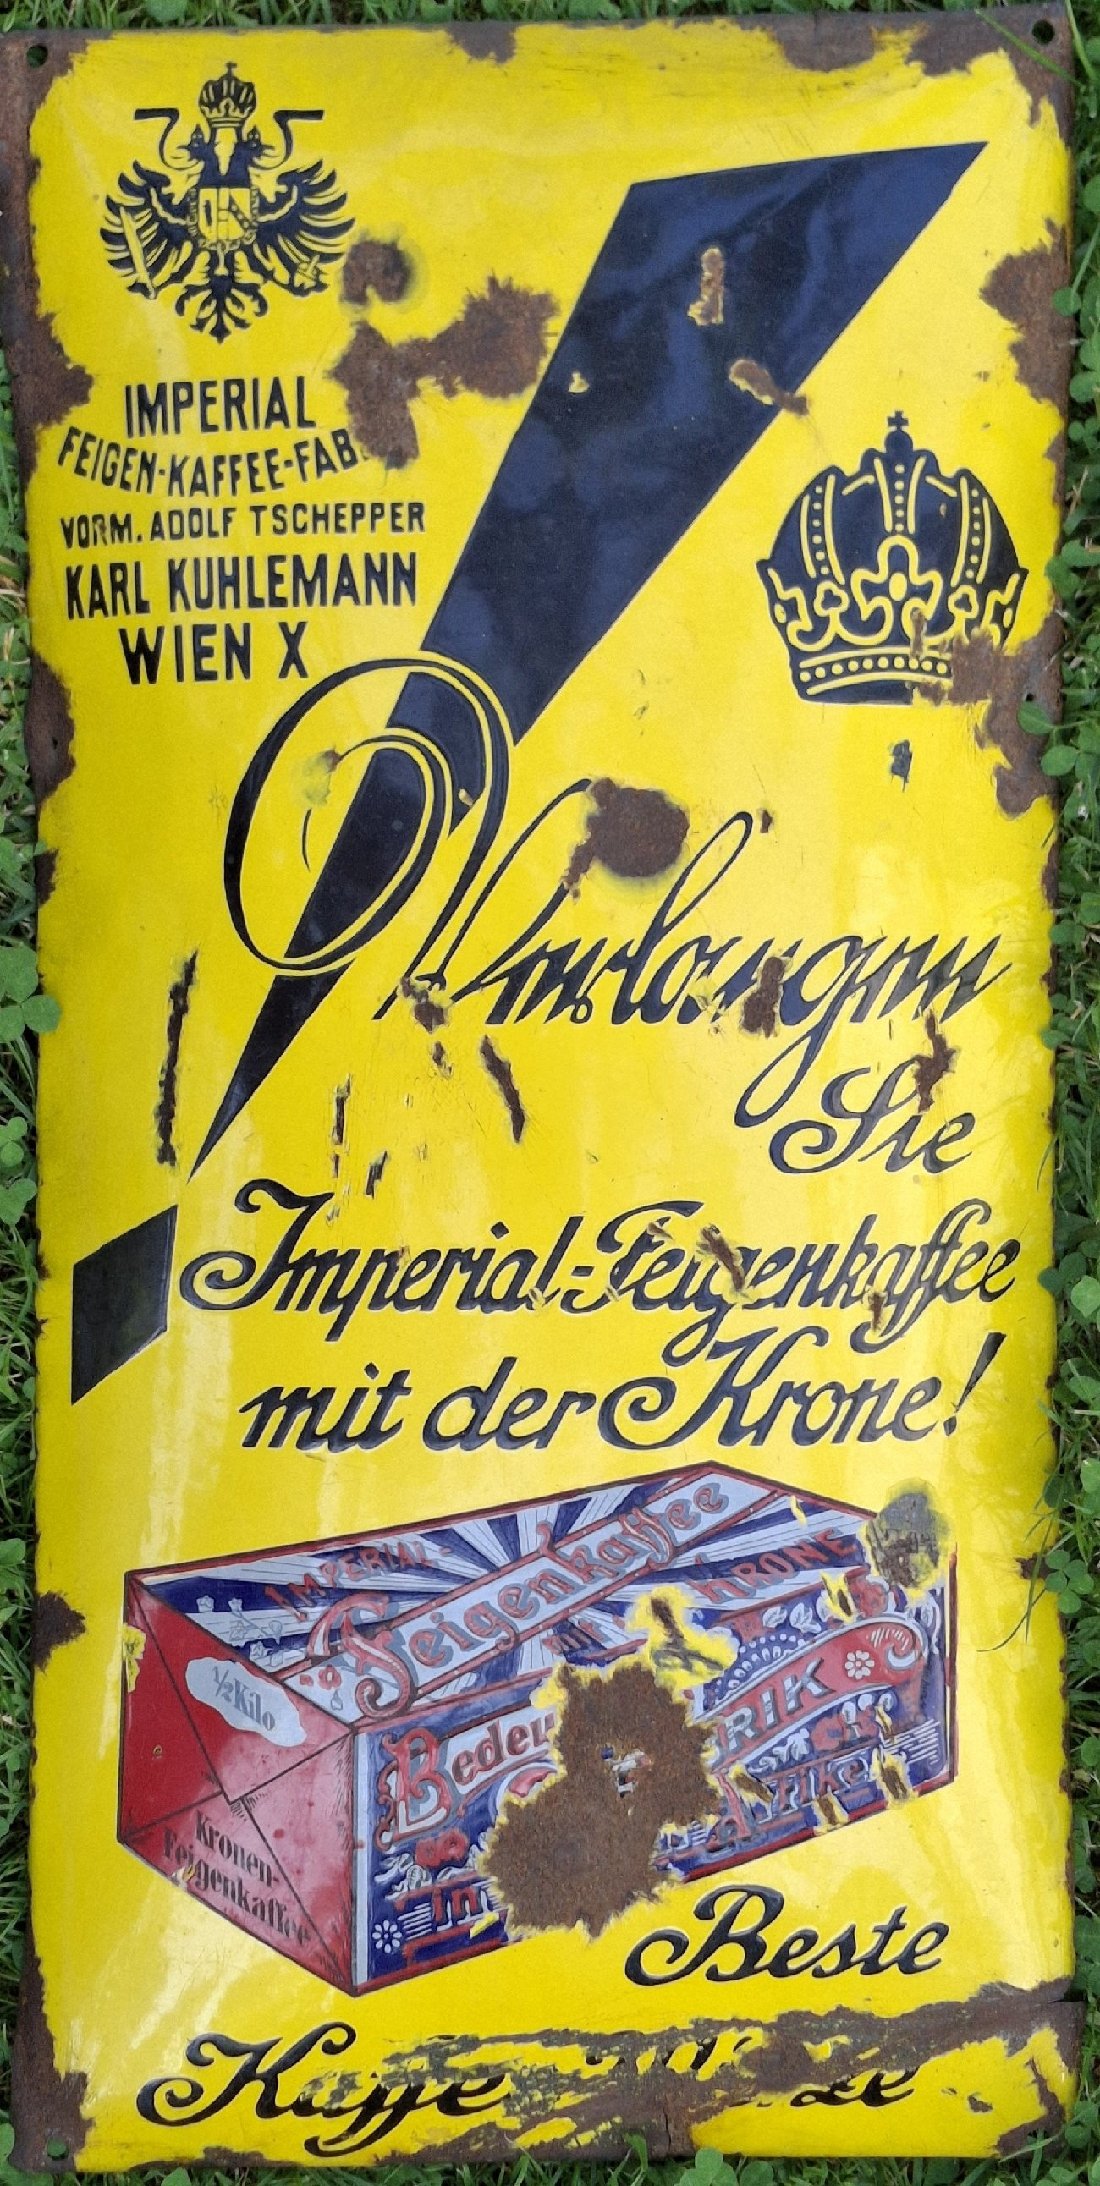 IMPERIAL
FEIGEN-KAFFEE-FAB
VORM. ADOLF TSCHEPPER
KARL KUHLEMANN
WIEN X
Verlangen
Sie
Imperial-Feigenkaffee
mit der Krone!
IMPERIAL-
Feigenkaffee
KRONE
1/2 Kilo
Kronen-
Feigenkaffee
Beste